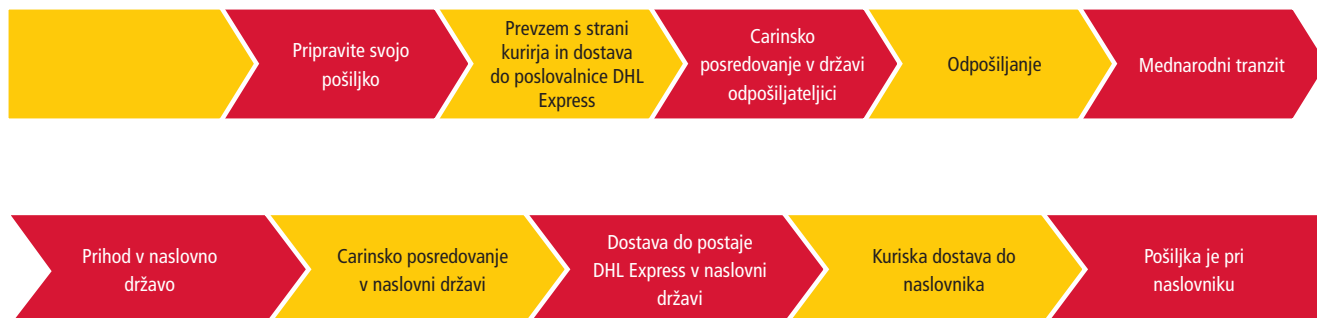 Pripravite svojo
pošiljko
Prevzem s strani
kurirja in dostava
do poslovalnice DHL
Express
Carinsko
posredovanje v državi
odpošiljateljici
Odpošiljanje
Mednarodni tranzit
Prihod v naslovno
državo
Carinsko posredovanje
v naslovni državi
Dostava do postaje
DHL Express v naslovni
državi
Kuriska dostava do
naslovnika
Pošiljka je pri
naslovniku